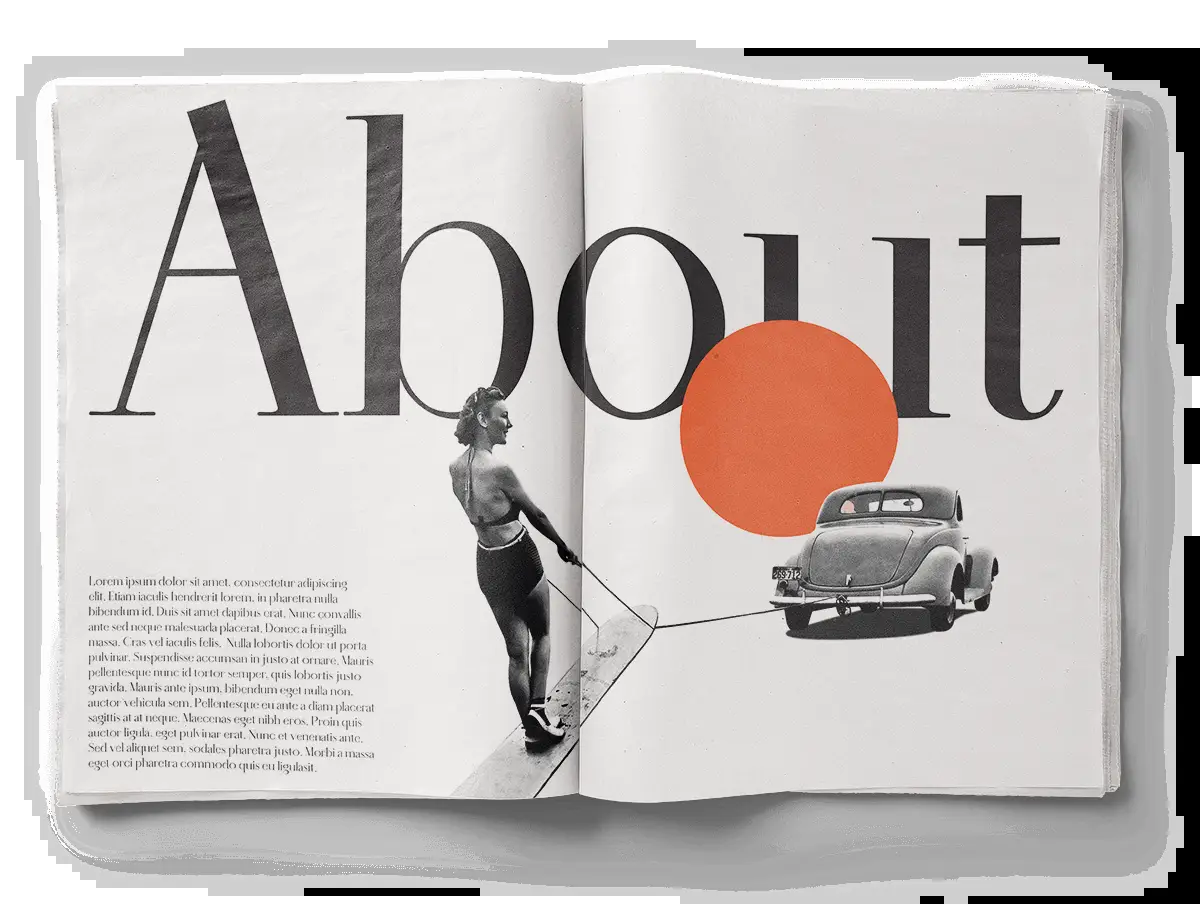 About
Lorem ipsum dolor sit amet, consectetur adipiscing
elit. Etiam iaculis hendrerit lorem, in pharetra nulla
bibendum id. Duis sit amet dapibus erat. Nunc convallis
ante sed neque malesuada placerat. Donec a fringilla
massa. Cras vel iaculis felis. Nulla lobortis dolor ut porta
pulvinar. Suspendisse accumsan in justo at ornare. Mauris
pellentesque nunc id tortor semper, quis lobortis justo
gravida. Mauris ante ipsum, bibendum eget nulla non,
auctor vehicula sem. Pellentesque eu ante a diam placerat
sagittis at at neque. Maecenas eget nibh eros. Proin quis
auctor ligula, eget pulvinar erat. Nunc et venenatis ante.
Sed vel aliquet sem, sodales pharetra justo. Morbi a massa
eget orci pharetra commodo quis eu ligulasit.